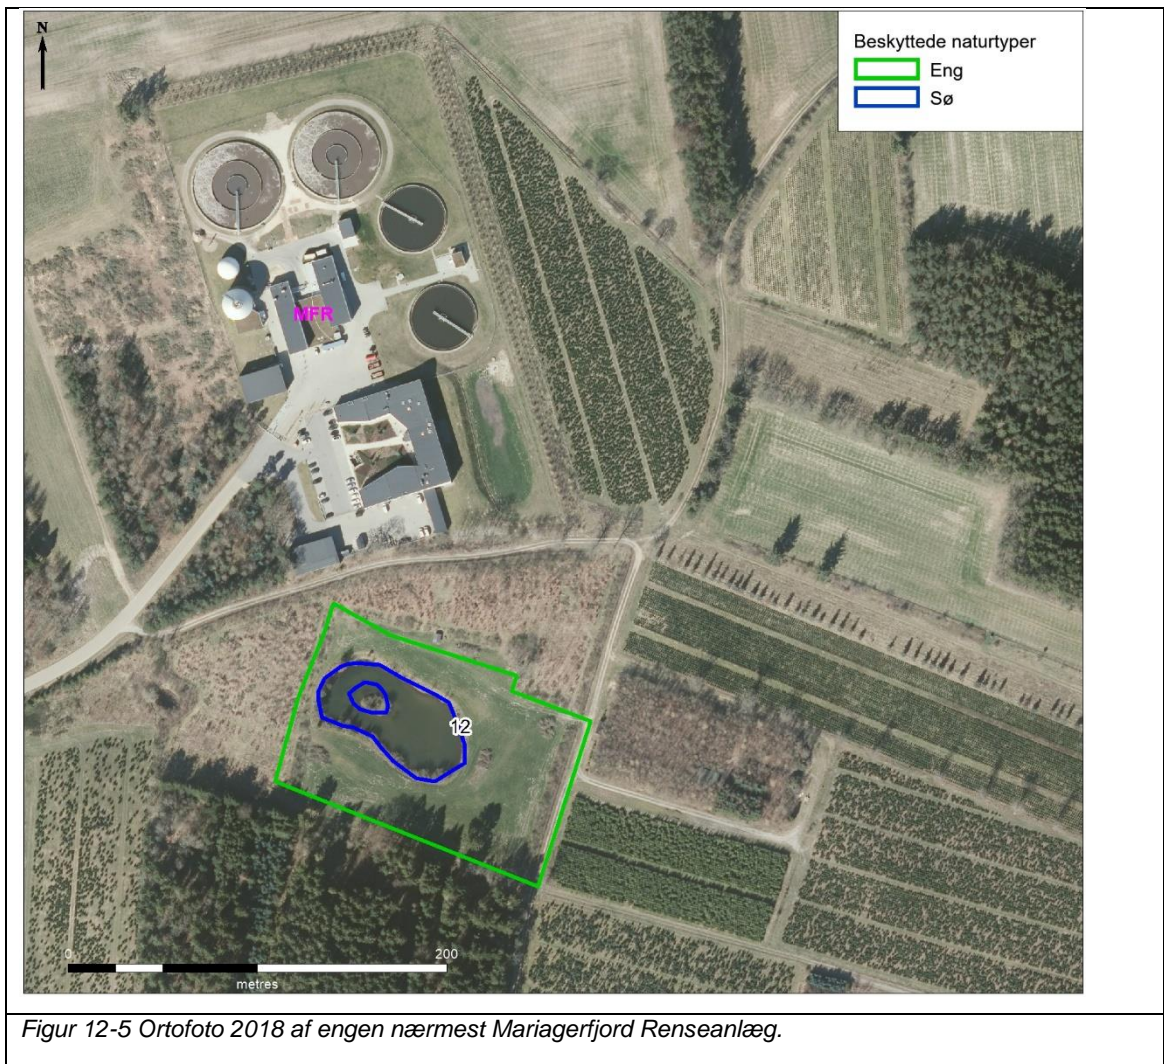 N
Beskyttede naturtyper
Eng
Sø
MFR
12
0
200
metres
Figur 12-5 Ortofoto 2018 af engen nærmest Mariagerfjord Renseanlæg.